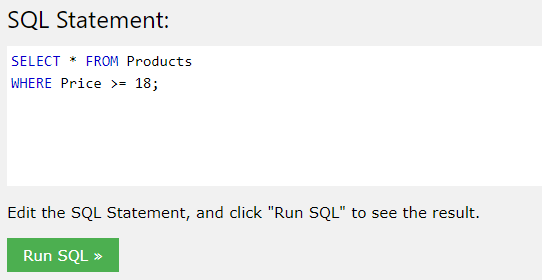 SQL Statement:
SELECT * FROM Products
WHERE Price >= 18;
Edit the SQL Statement, and click "Run SQL" to see the result.
Run SQL »